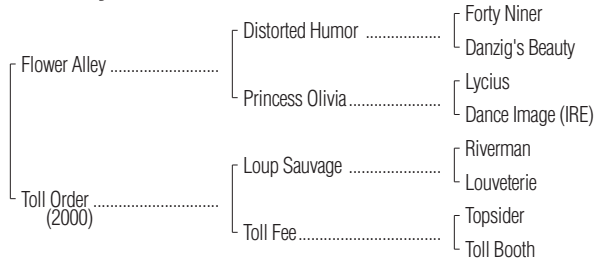 Forty Niner
Distorted Humor ..................
Danzig's Beauty
Flower Alley ..........................
Lycius
Princess Olivia......................
Dance Image (IRE)
Riverman
Loup Sauvage ......................
Louveterie
Toll Order ..............................
(2000)
Topsider
Toll Fee..................................
Toll Booth